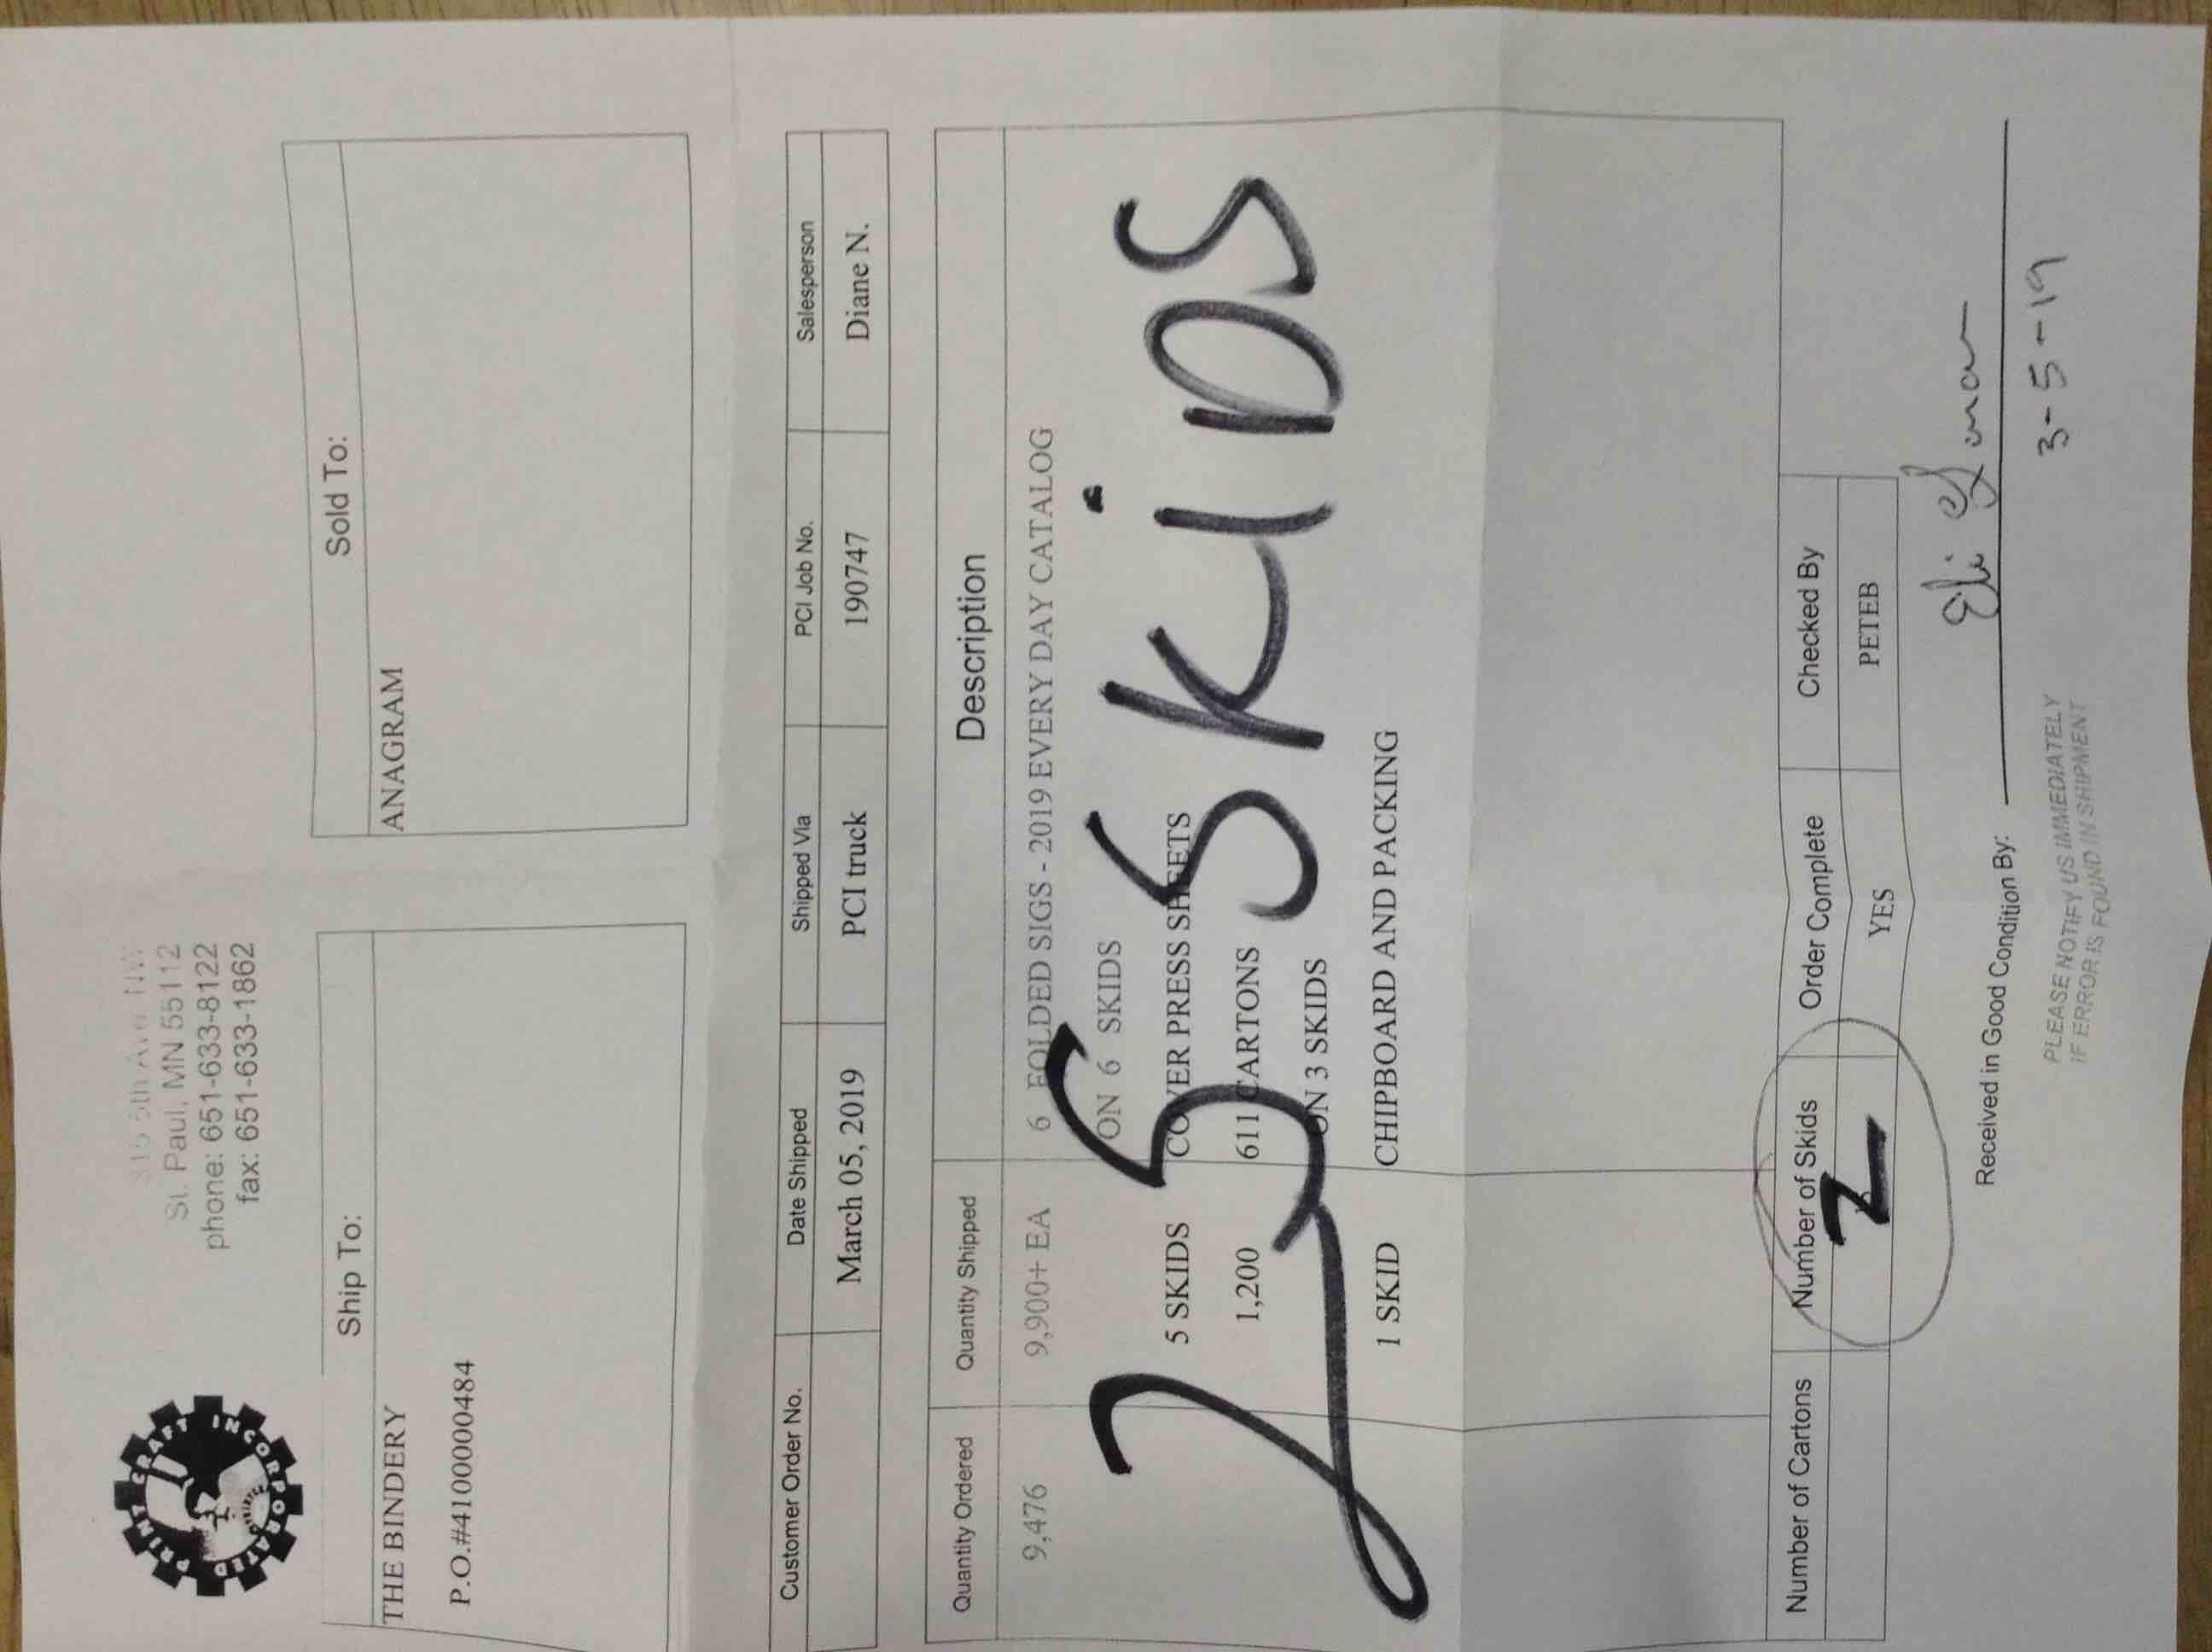 PRINT CRAFT INCORPORATED
315 5th Ave NW
St. Paul, MN 55112
phone: 651-633-8122
fax: 651-633-1862
Ship To:
THE BINDERY
P.O.#4100000484
Sold To:
ANAGRAM
Customer Order No. Date Shipped Shipped Via PCI Job No. Salesperson
March 05, 2019 PCI truck 190747 Diane N.
Quantity Ordered Quantity Shipped Description
9,476 9,900+ EA 6 FOLDED SIGS - 2019 EVERY DAY CATALOG
ON 6 SKIDS
5 SKIDS COVER PRESS SHEETS
1,200 611 CARTONS
ON 3 SKIDS
1 SKID CHIPBOARD AND PACKING
2 SKIDS
Number of Cartons Number of Skids Order Complete Checked By
2 YES PETEB
Received in Good Condition By: Eli
3-5-19
PLEASE NOTIFY US IMMEDIATELY
IF ERROR IS FOUND IN SHIPMENT